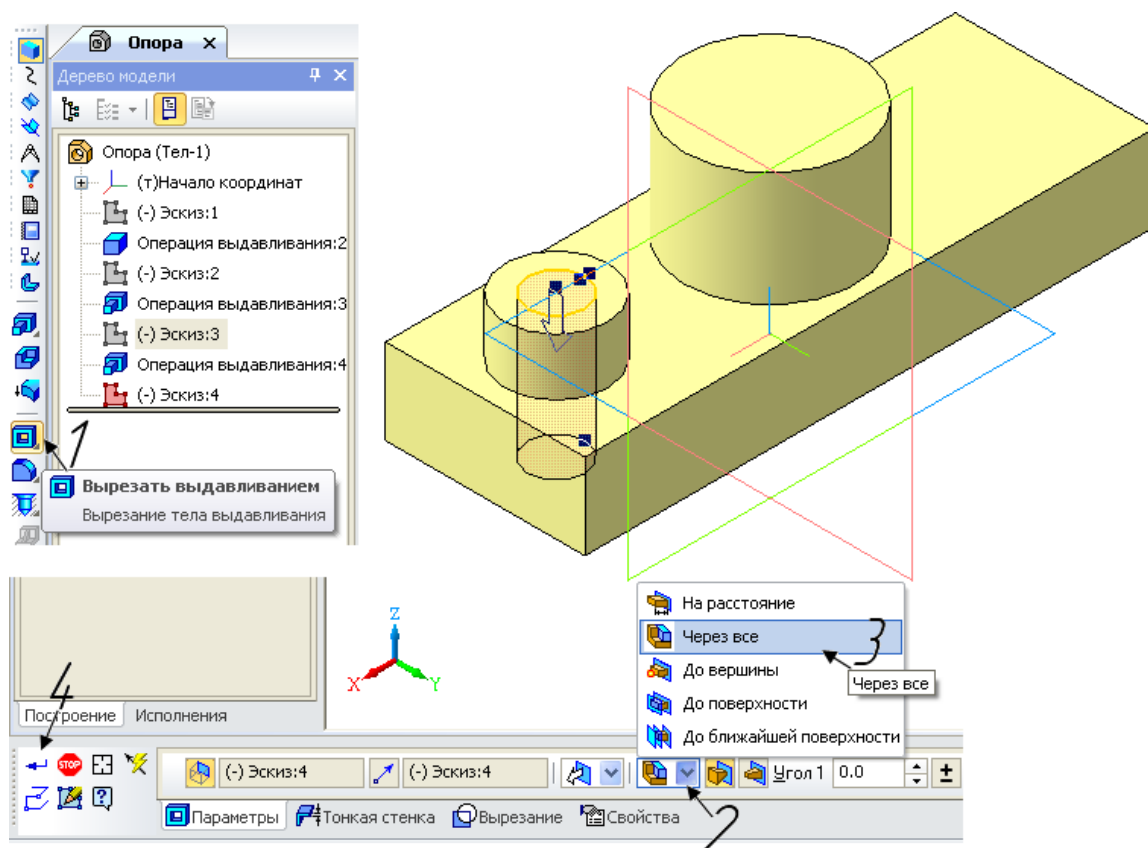 Опора X
Дерево модели
Опора (Тел-1)
(т)Начало координат
(-) Эскиз:1
Операция выдавливания:2
(-) Эскиз:2
Операция выдавливания:3
(-) Эскиз:3
Операция выдавливания:4
(-) Эскиз:4
1
Вырезать выдавливанием
Вырезание тела выдавливания
Z
X
Y
На расстояние
Через все
3
До вершины
Через все
До поверхности
До ближайшей поверхности
4
Построение Исполнения
STOP (-) Эскиз:4 (-) Эскиз:4 Угол 1 0.0 ±
2
Параметры Тонкая стенка Вырезание Свойства